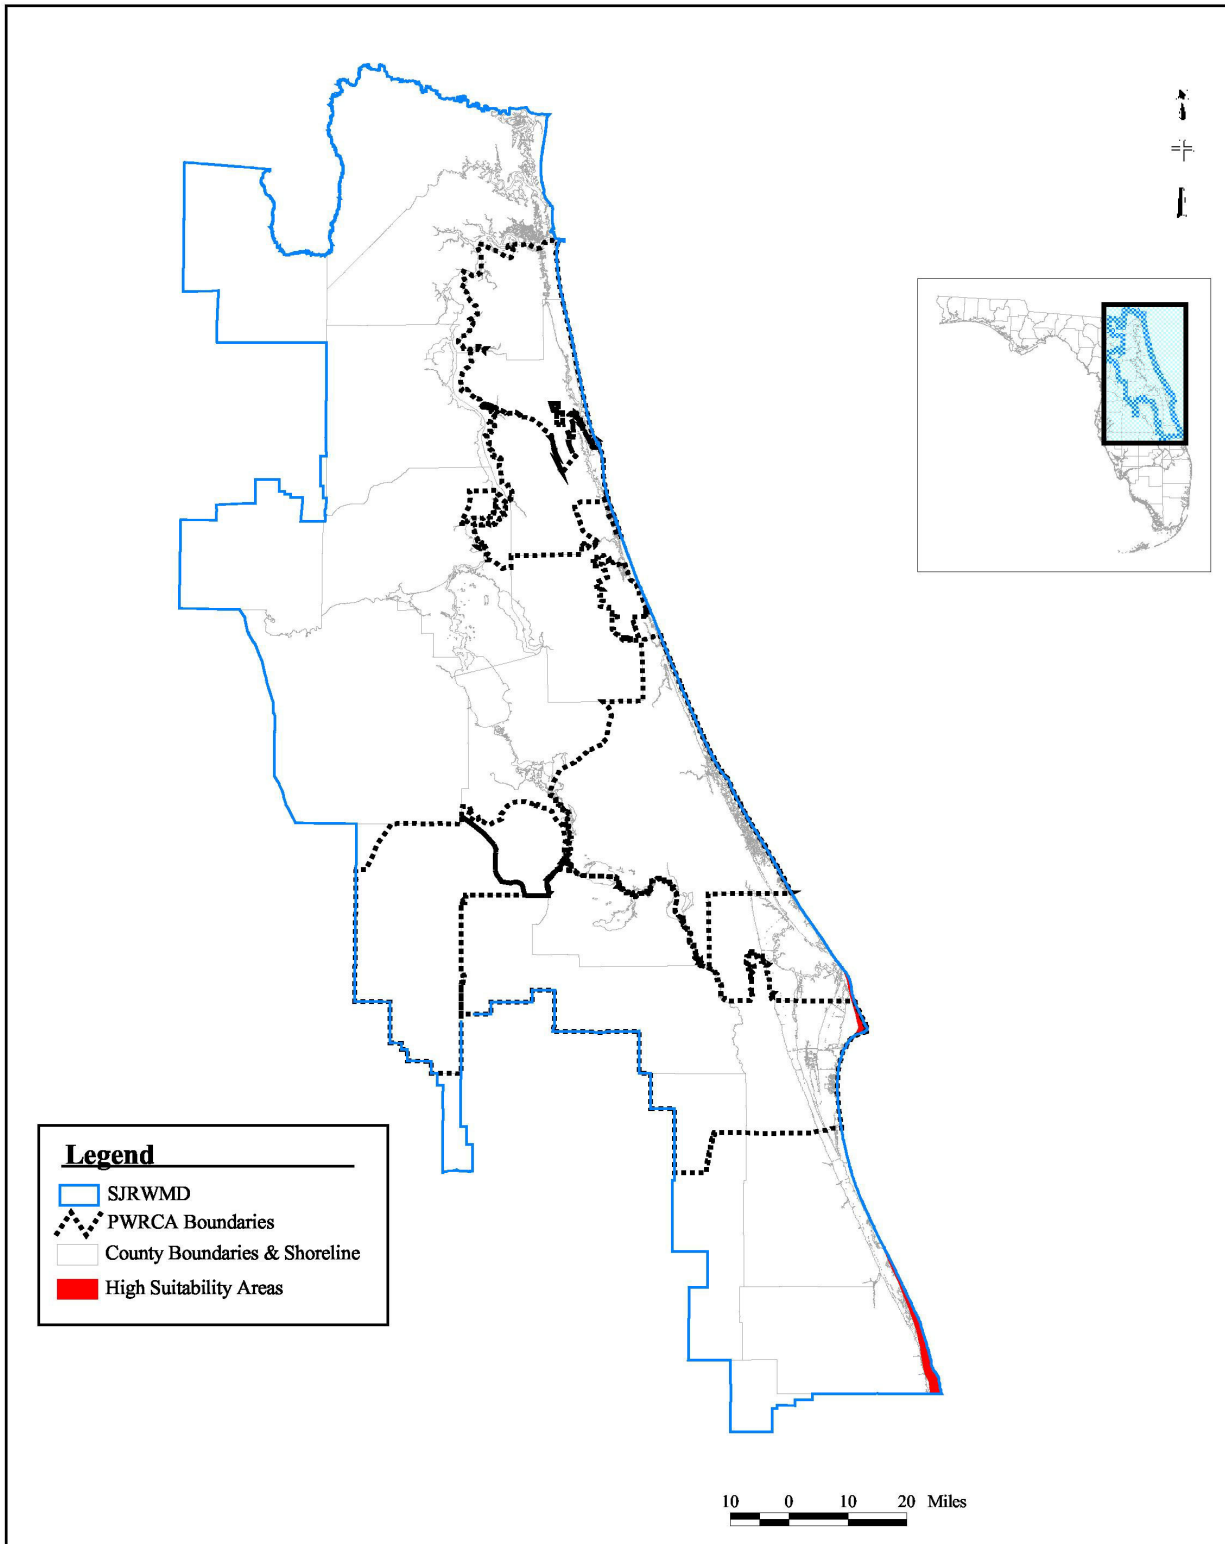 Legend
SJRWMD
PWRCA Boundaries
County Boundaries & Shoreline
High Suitability Areas
10 0 10 20 Miles